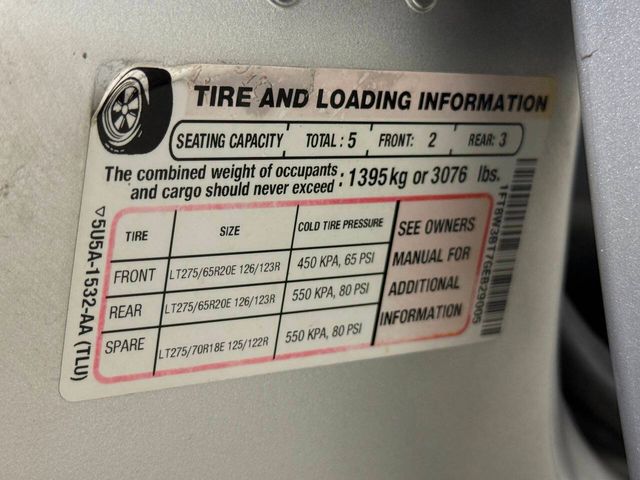 TIRE AND LOADING INFORMATION
SEATING CAPACITY TOTAL : 5 FRONT: 2 REAR: 3
The combined weight of occupants and cargo should never exceed : 1395kg or 3076 lbs.
TIRE SIZE COLD TIRE PRESSURE
FRONT LT275/65R20E 126/123R 450 KPA, 65 PSI
REAR LT275/65R20E 126/123R 550 KPA, 80 PSI
SPARE LT275/70R18E 125/122R 550 KPA, 80 PSI
SEE OWNERS
MANUAL FOR
ADDITIONAL
INFORMATION
▽5U5A-1532-AA (TLU)